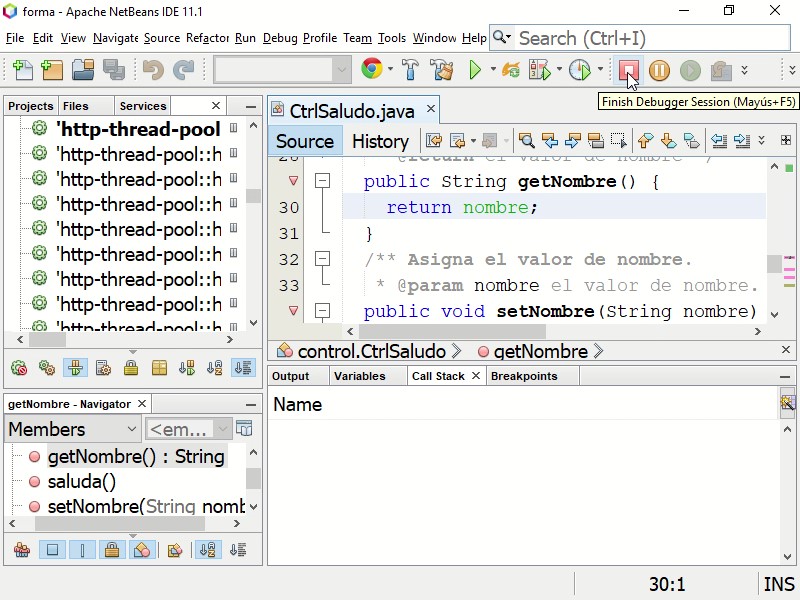 forma - Apache NetBeans IDE 11.1
File Edit View Navigate Source Refactor Run Debug Profile Team Tools Window Help
Search (Ctrl+I)
Finish Debugger Session (Mayús+F5)
Projects Files Services ×
'http-thread-pool
'http-thread-pool::h
'http-thread-pool::h
'http-thread-pool::h
'http-thread-pool::h
'http-thread-pool::h
'http-thread-pool::h
'http-thread-pool::h
'http-thread-pool::h
getNombre - Navigator ×
Members
<em...
getNombre() : String
saluda()
setNombre(String nomb
CtrlSaludo.java ×
Source History
* @return el valor de nombre */
public String getNombre() {
30 return nombre;
31 }
32 /** Asigna el valor de nombre.
33 * @param nombre el valor de nombre.
public void setNombre(String nombre)
control.CtrlSaludo getNombre
Output Variables Call Stack × Breakpoints
Name
30:1 INS